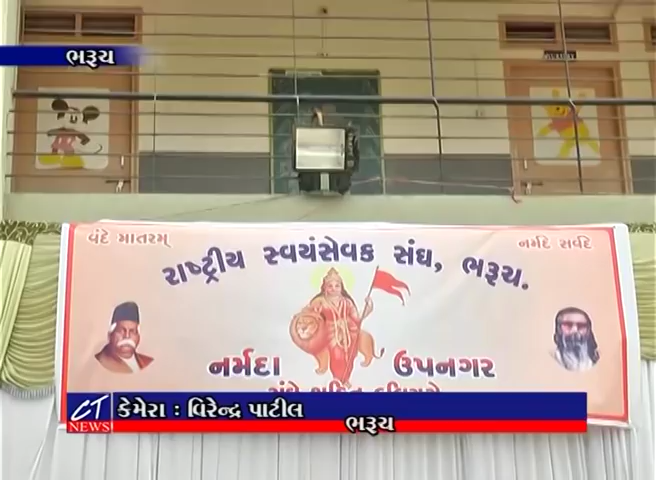 ભરૂચ
વંદે માતરમ્
નર્મદે સર્વદે
રાષ્ટ્રીય સ્વયંસેવક સંઘ, ભરૂચ.
નર્મદા ઉપનગર
CT NEWS
કેમેરા : વિરેન્દ્ર પાટીલ
ભરૂચ